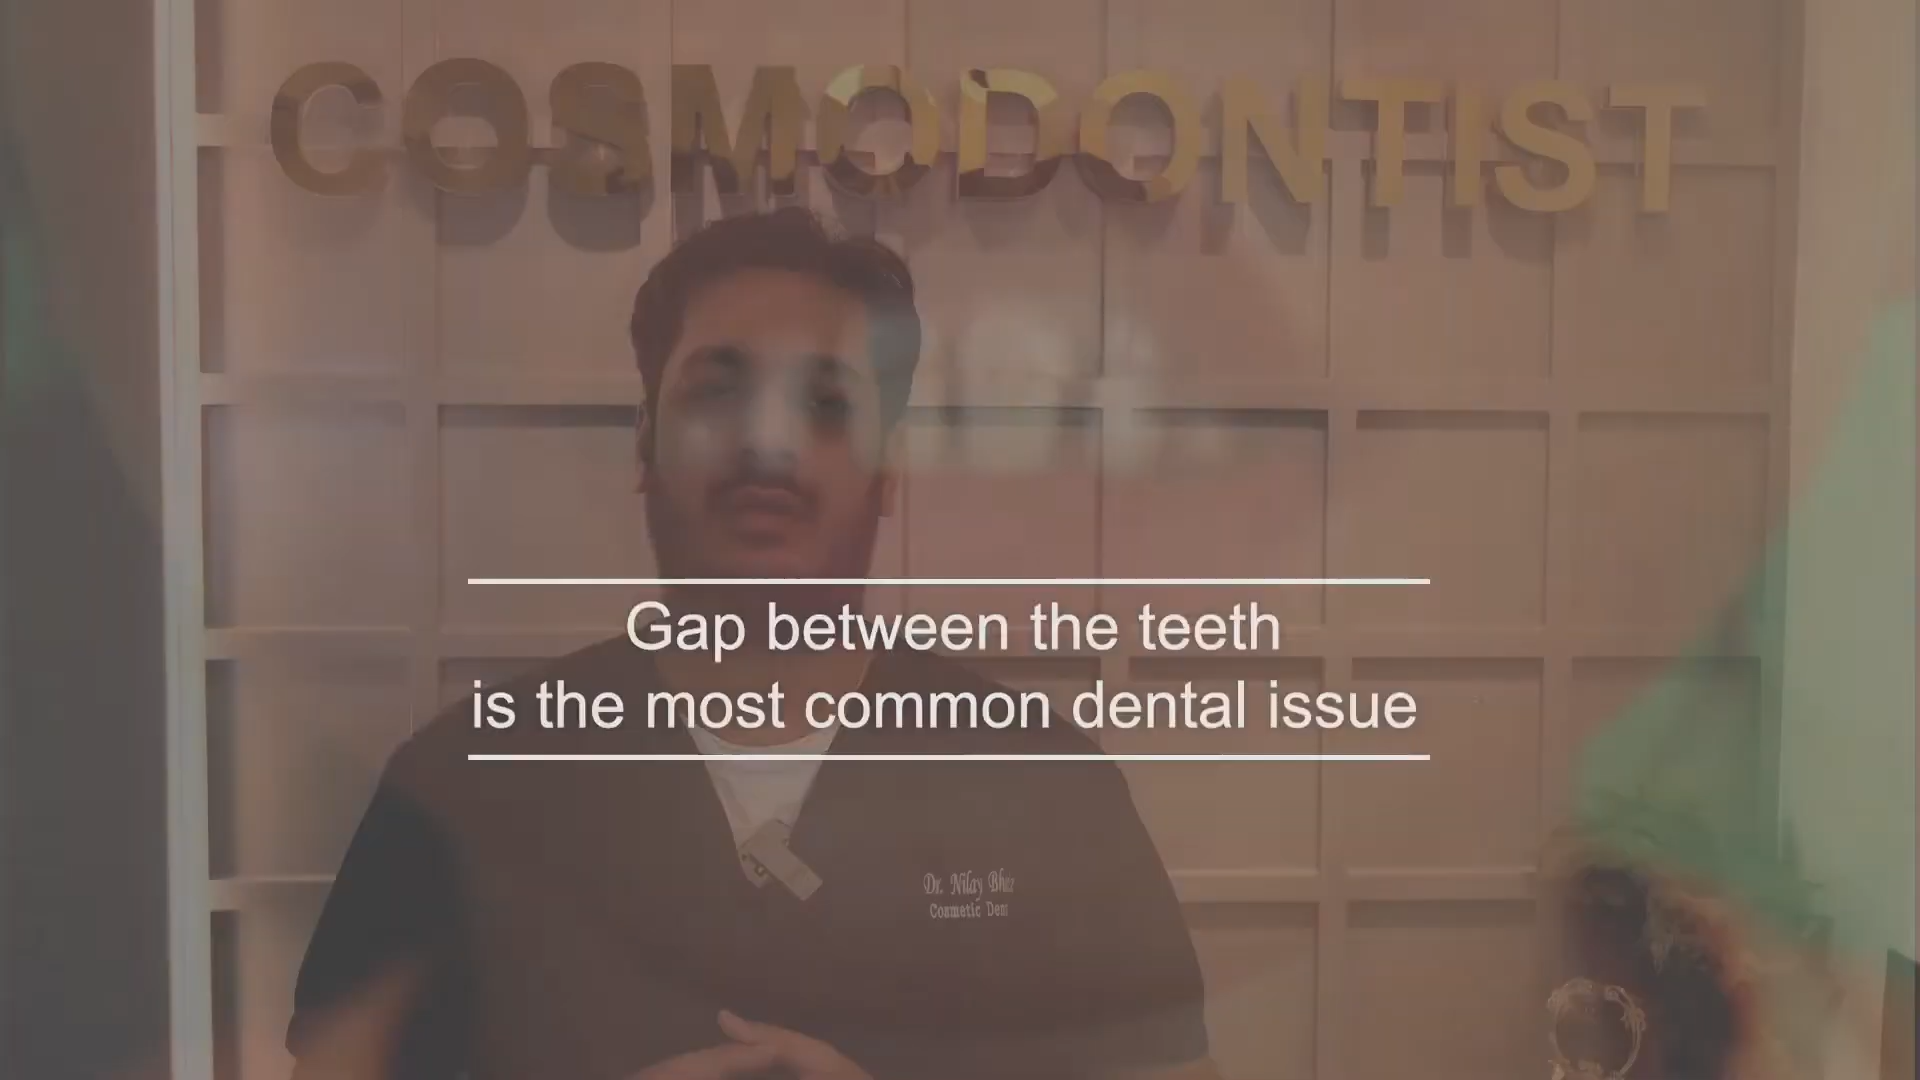 COSMODONTIST
Gap between the teeth
is the most common dental issue
Dr. Nilay
Cosmetic